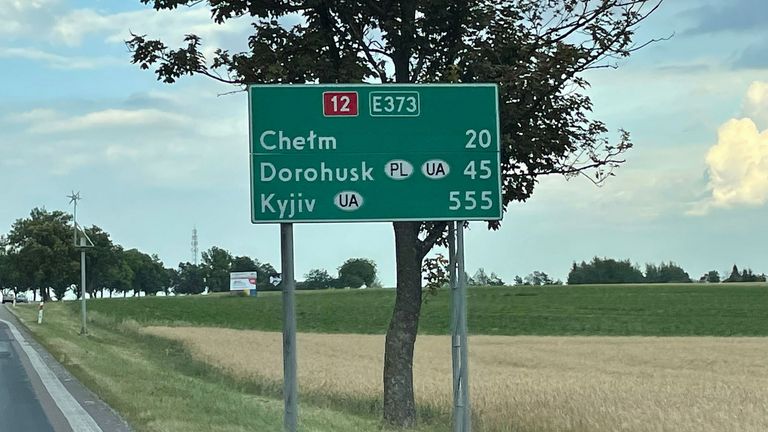 12 E373
Chełm 20
Dorohusk PL UA 45
Kyjiv UA 555